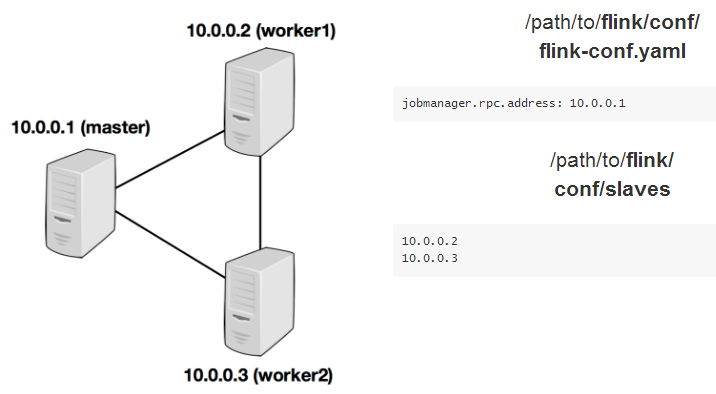 10.0.0.2 (worker1)
10.0.0.1 (master)
10.0.0.3 (worker2)
/path/to/flink/conf/
flink-conf.yaml
jobmanager.rpc.address: 10.0.0.1
/path/to/flink/
conf/slaves
10.0.0.2
10.0.0.3